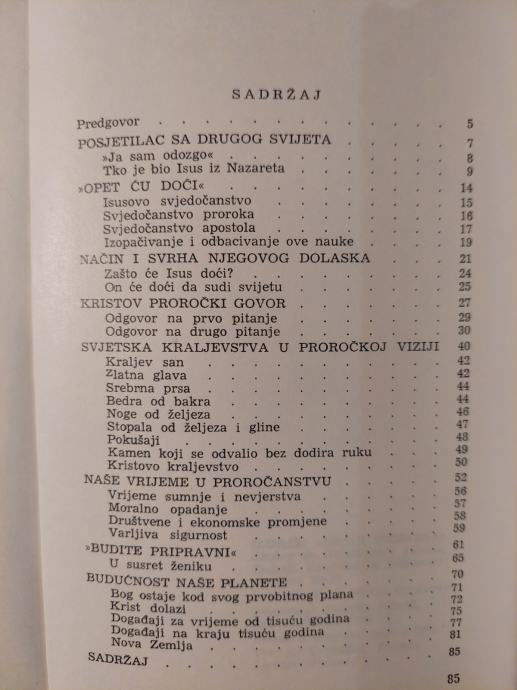 SADRŽAJ
Predgovor . . . . . . . . . . . . . 5
POSJETILAC SA DRUGOG SVIJETA . . . . 7
»Ja sam odozgo« . . . . . . . . . 8
Tko je bio Isus iz Nazareta . . . . . . 9
»OPET ĆU DOĆI« . . . . . . . . . . 14
Isusovo svjedočanstvo . . . . . . . 15
Svjedočanstvo proroka . . . . . . . 16
Svjedočanstvo apostola . . . . . . . 17
Izopačivanje i odbacivanje ove nauke . . . . 19
NAČIN I SVRHA NJEGOVOG DOLASKA . . . 21
Zašto će Isus doći? . . . . . . . . 24
On će doći da sudi svijetu . . . . . . 25
KRISTOV PROROČKI GOVOR . . . . . . 27
Odgovor na prvo pitanje . . . . . . 29
Odgovor na drugo pitanje . . . . . . 30
SVJETSKA KRALJEVSTVA U PROROČKOJ VIZIJI 40
Kraljev san . . . . . . . . . . 42
Zlatna glava . . . . . . . . . . 42
Srebrna prsa . . . . . . . . . . 44
Bedra od bakra . . . . . . . . . 44
Noge od željeza . . . . . . . . . 46
Stopala od željeza i gline . . . . . . 47
Pokušaji . . . . . . . . . . . 48
Kamen koji se odvalio bez dodira ruku . . . 49
Kristovo kraljevstvo . . . . . . . . 50
NAŠE VRIJEME U PROROČANSTVU . . . . 52
Vrijeme sumnje i nevjerstva . . . . . 56
Moralno opadanje . . . . . . . . 57
Društvene i ekonomske promjene . . . . 58
Varljiva sigurnost . . . . . . . . 59
»BUDITE PRIPRAVNI« . . . . . . . . 61
U susret ženiku . . . . . . . . . 65
BUDUĆNOST NAŠE PLANETE . . . . . . 70
Bog ostaje kod svog prvobitnog plana . . . 71
Krist dolazi . . . . . . . . . . 72
Događaji za vrijeme od tisuću godina . . . 75
Događaji na kraju tisuću godina . . . . 77
Nova Zemlja . . . . . . . . . . 81
SADRŽAJ . . . . . . . . . . . . 85
85